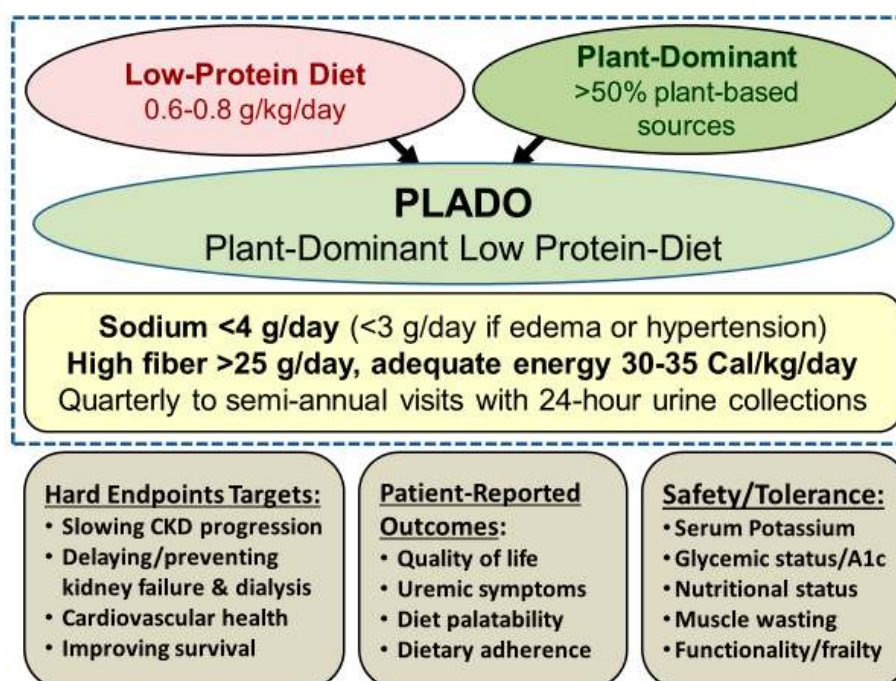 Low-Protein Diet
0.6-0.8 g/kg/day
Plant-Dominant
>50% plant-based
sources
PLADO
Plant-Dominant Low Protein-Diet
Sodium <4 g/day (<3 g/day if edema or hypertension)
High fiber >25 g/day, adequate energy 30-35 Cal/kg/day
Quarterly to semi-annual visits with 24-hour urine collections
Hard Endpoints Targets:
• Slowing CKD progression
• Delaying/preventing
kidney failure & dialysis
• Cardiovascular health
• Improving survival
Patient-Reported
Outcomes:
• Quality of life
• Uremic symptoms
• Diet palatability
• Dietary adherence
Safety/Tolerance:
• Serum Potassium
• Glycemic status/A1c
• Nutritional status
• Muscle wasting
• Functionality/frailty